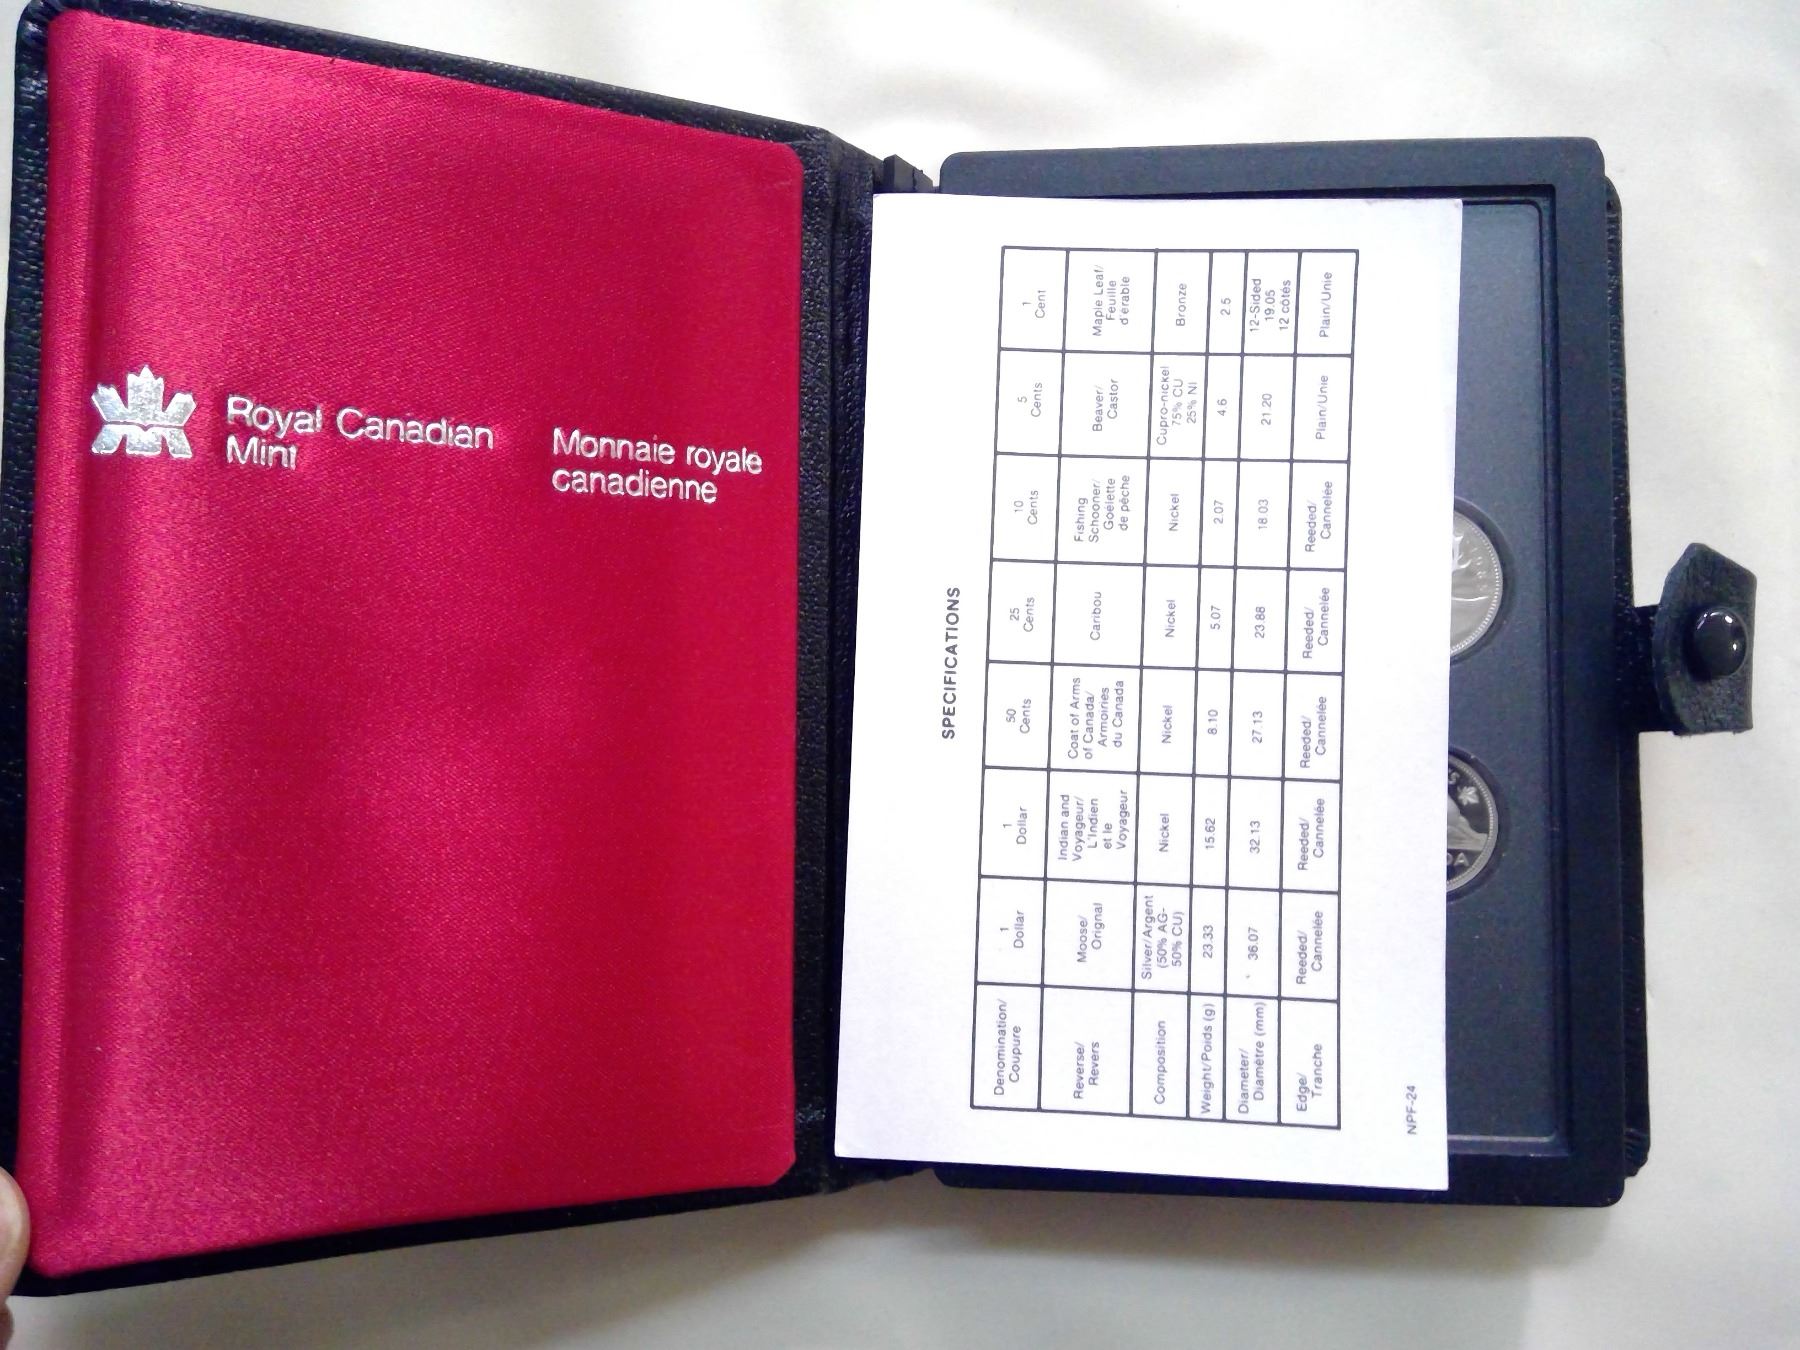 Royal Canadian
Mint
Monnaie royale
canadienne
SPECIFICATIONS
Denomination/
Coupure
1
Dollar
1
Dollar
50
Cents
25
Cents
10
Cents
5
Cents
1
Cent
Reverse/
Revers
Moose/
Orignal
Indian and
Voyageur/
L'Indien
et le
Voyageur
Coat of Arms
of Canada/
Armoiries
du Canada
Caribou
Fishing
Schooner/
Goélette
de pêche
Beaver/
Castor
Maple Leaf/
Feuille
d'érable
Composition
Silver/Argent
(50% AG-
50% CU)
Nickel
Nickel
Nickel
Nickel
Cupro-nickel
75% CU
25% NI
Bronze
Weight/Poids (g)
23.33
15.62
8.10
5.07
2.07
4.6
2.5
Diameter/
Diamètre (mm)
36.07
32.13
27.13
23.88
18.03
21.20
12-Sided
19.05
12 côtés
Edge/
Tranche
Reeded/
Cannelée
Reeded/
Cannelée
Reeded/
Cannelée
Reeded/
Cannelée
Reeded/
Cannelée
Plain/Unie
Plain/Unie
NPF-24